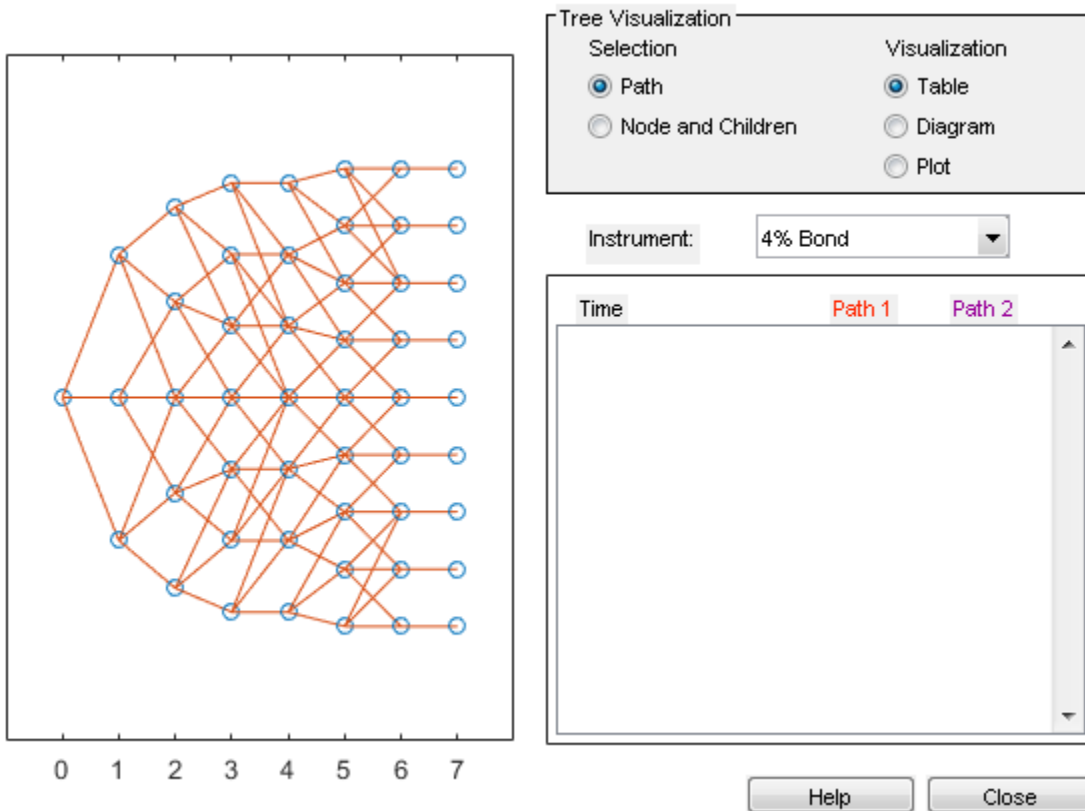 Tree Visualization
Selection
Visualization
Path
Table
Node and Children
Diagram
Plot
Instrument:
4% Bond
Time
Path 1
Path 2
0 1 2 3 4 5 6 7
Help
Close